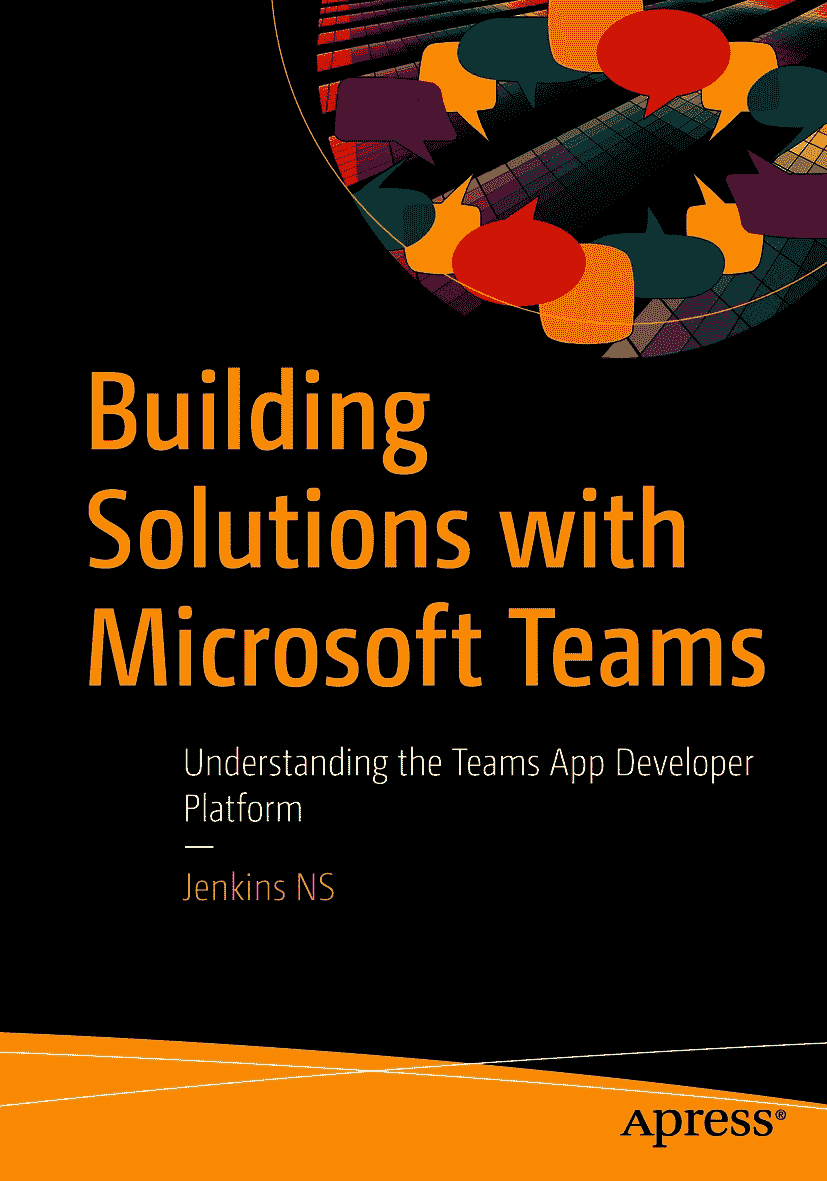 Building
Solutions with
Microsoft Teams
Understanding the Teams App Developer
Platform
Jenkins NS
Apress®